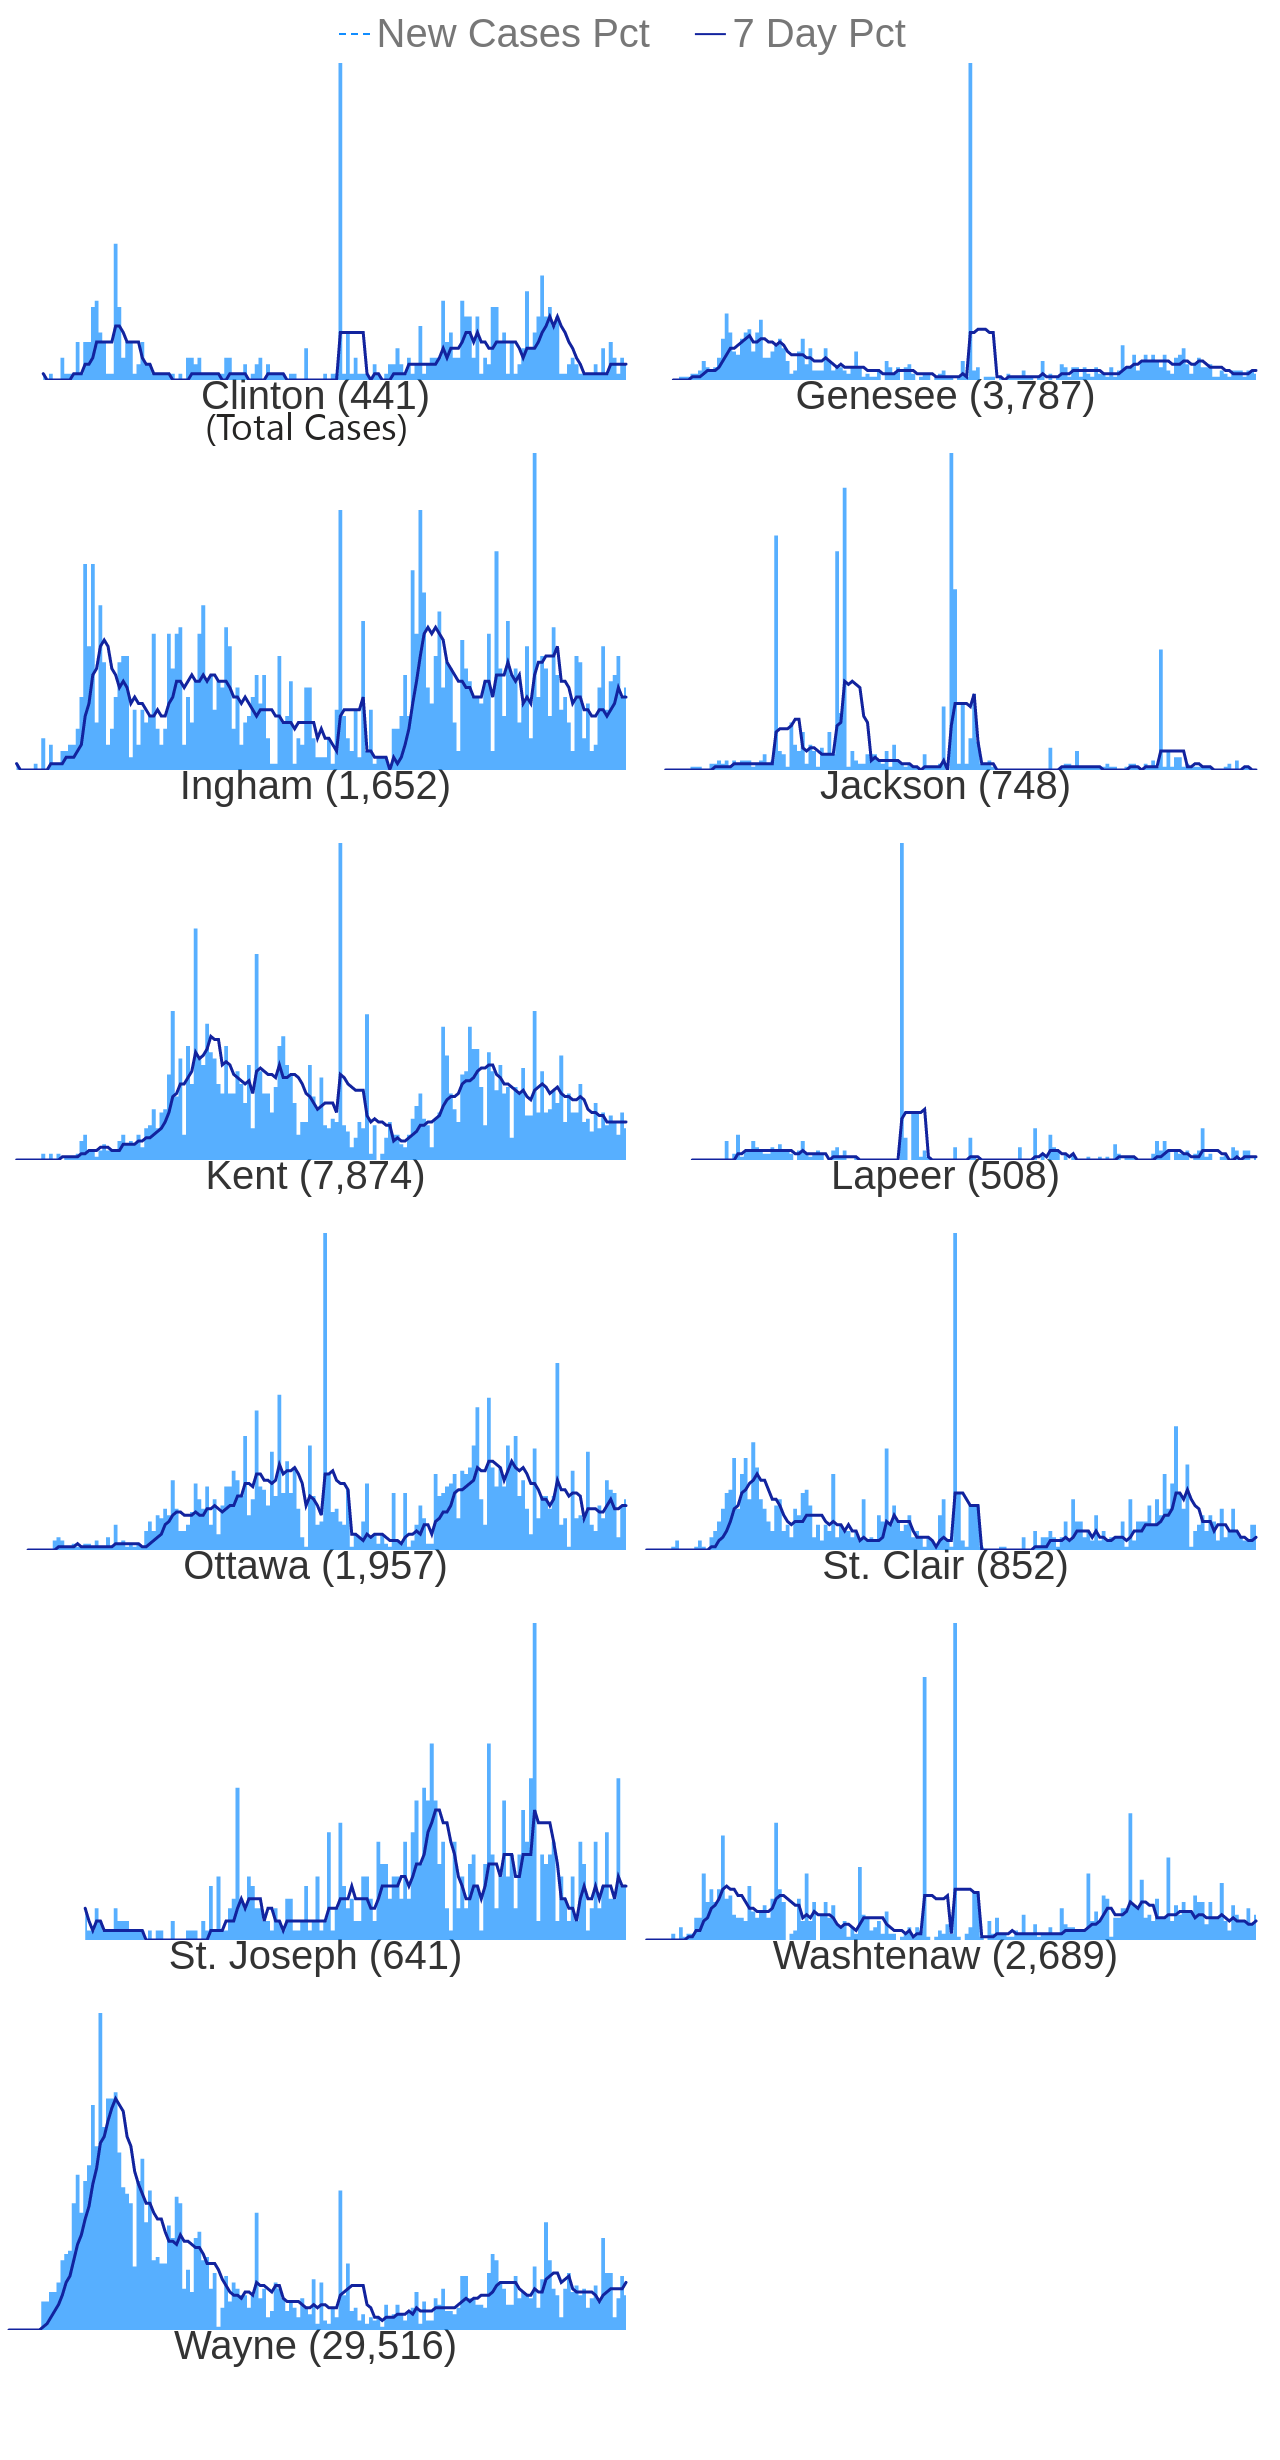 New Cases Pct 7 Day Pct
Clinton (441) Genesee (3,787)
(Total Cases)
Ingham (1,652) Jackson (748)
Kent (7,874) Lapeer (508)
Ottawa (1,957) St. Clair (852)
St. Joseph (641) Washtenaw (2,689)
Wayne (29,516)